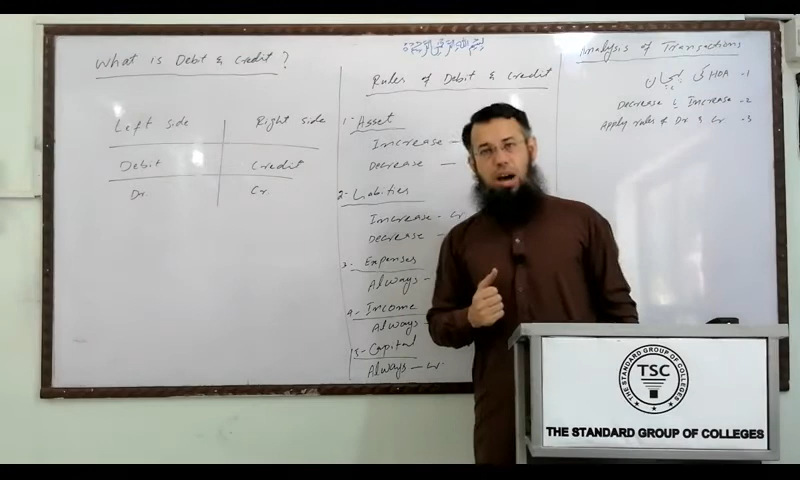 What is Debit & Credit ?
Left side Right side
Debit Credit
Dr. Cr.
Rules of Debit & Credit
1- Asset
Increase —
Decrease —
2- Liabities
Increase - Cr
Decrease —
3- Expenses
Always -
4- Income
Always -
5- Capital
Always — Cr.
Analysis of Transactions
1- HOA کی پہچان
2- Increase یا Decrease
3- Apply rules of Dr & Cr
THE STANDARD GROUP OF COLLEGES
TSC
THE STANDARD GROUP OF COLLEGES